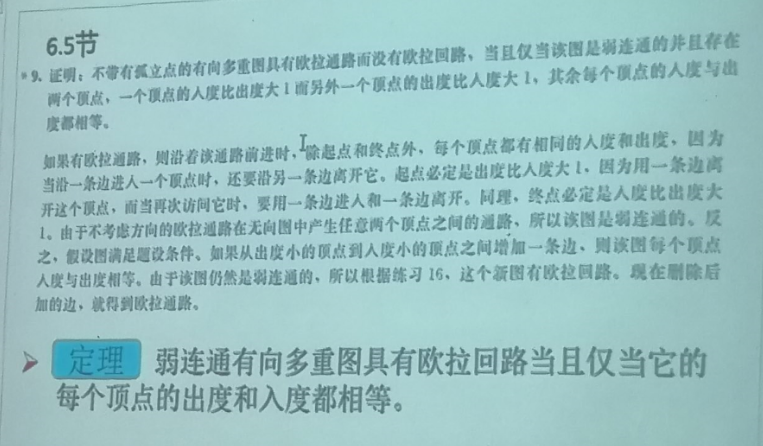 6.5节
*9. 证明：不带有孤立点的有向多重图具有欧拉通路而没有欧拉回路，当且仅当该图是弱连通的并且存在
两个顶点，一个顶点的入度比出度大1而另外一个顶点的出度比入度大1，其余每个顶点的入度与出
度都相等。
如果有欧拉通路，则沿着该通路前进时，除起点和终点外，每个顶点都有相同的入度和出度，因为
当沿一条边进入一个顶点时，还要沿另一条边离开它。起点必定是出度比入度大1，因为用一条边离
开这个顶点，而当再次访问它时，要用一条边进入和一条边离开。同理，终点必定是入度比出度大
1。由于不考虑方向的欧拉通路在无向图中产生任意两个顶点之间的通路，所以该图是弱连通的。反
之，假设图满足题设条件。如果从出度小的顶点到入度小的顶点之间增加一条边，则该图每个顶点
入度与出度相等。由于该图仍然是弱连通的，所以根据练习16，这个新图有欧拉回路。现在删除后
加的边，就得到欧拉通路。
定理 弱连通有向多重图具有欧拉回路当且仅当它的
每个顶点的出度和入度都相等。